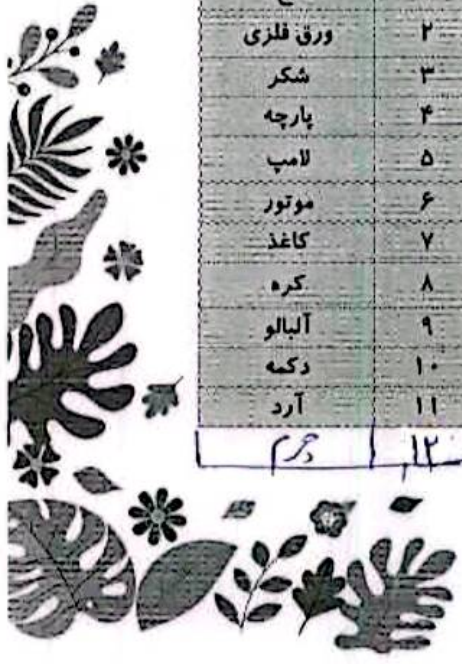 ۲ ورق فلزی
۳ شکر
۴ پارچه
۵ لامپ
۶ موتور
۷ کاغذ
۸ کره
۹ آلبالو
۱۰ دکمه
۱۱ آرد
۱۲ چرم